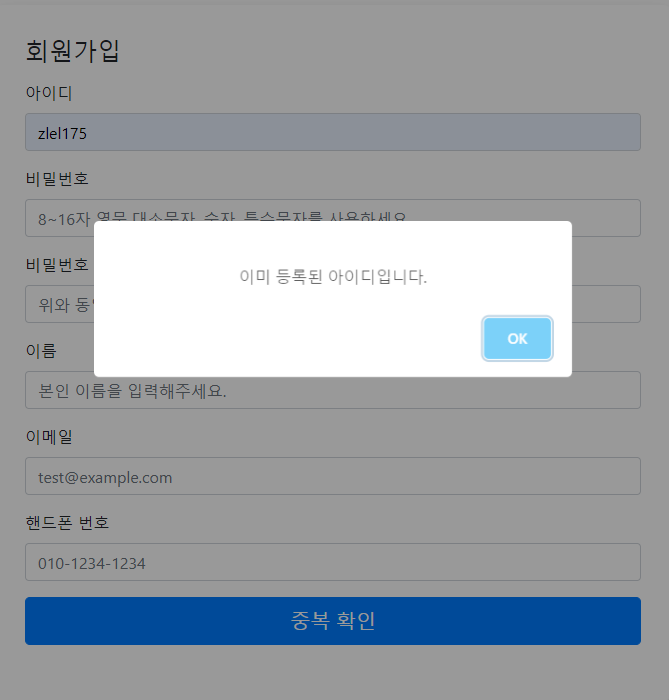 회원가입
아이디
zlel175
비밀번호
8~16자 영문 대소문자, 숫자, 특수문자를 사용하세요
비밀번호
위와 동
이미 등록된 아이디입니다.
OK
이름
본인 이름을 입력해주세요.
이메일
test@example.com
핸드폰 번호
010-1234-1234
중복 확인